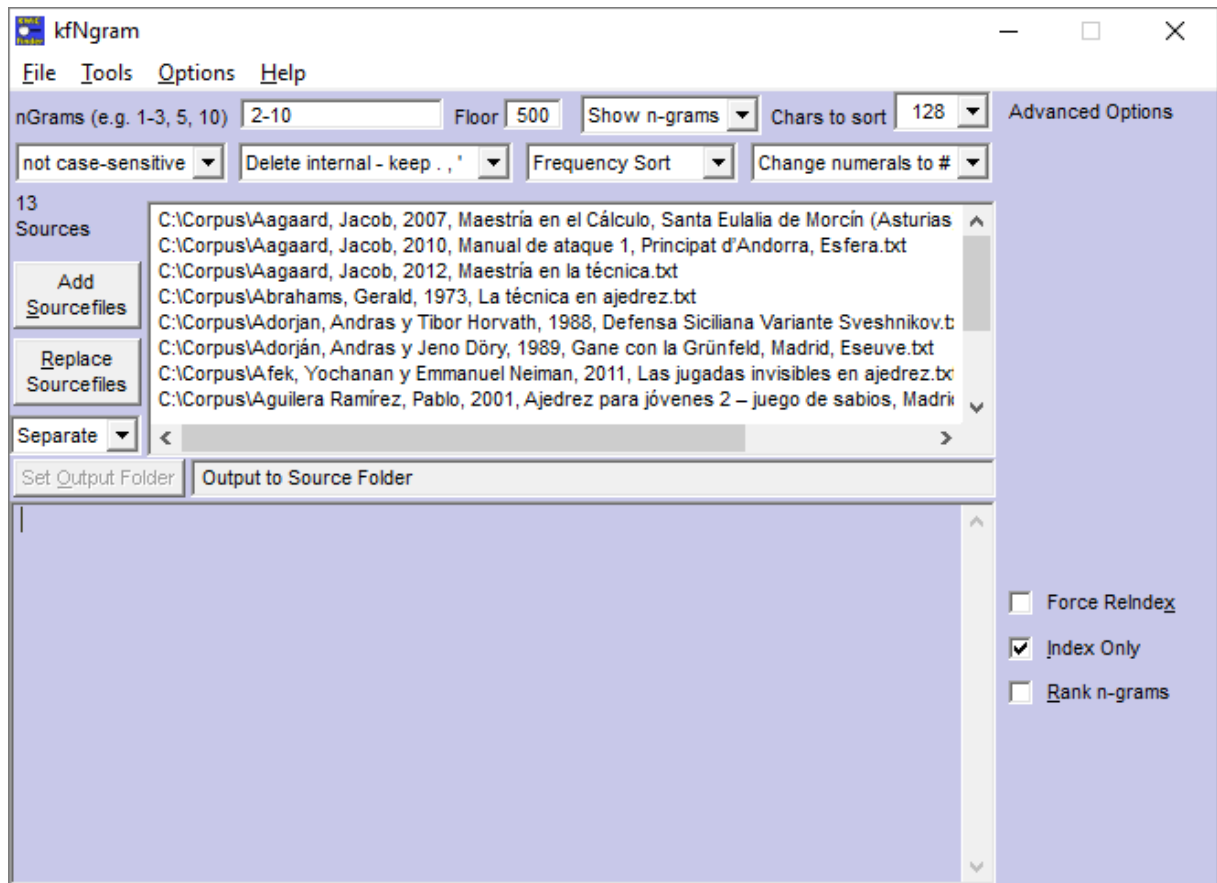 kfNgram
File Tools Options Help
nGrams (e.g. 1-3, 5, 10) 2-10 Floor 500 Show n-grams Chars to sort 128 Advanced Options
not case-sensitive Delete internal - keep . , ' Frequency Sort Change numerals to #
13
Sources
C:\Corpus\Aagaard, Jacob, 2007, Maestría en el Cálculo, Santa Eulalia de Morcín (Asturias
C:\Corpus\Aagaard, Jacob, 2010, Manual de ataque 1, Principat d'Andorra, Esfera.txt
C:\Corpus\Aagaard, Jacob, 2012, Maestría en la técnica.txt
C:\Corpus\Abrahams, Gerald, 1973, La técnica en ajedrez.txt
C:\Corpus\Adorjan, Andras y Tibor Horvath, 1988, Defensa Siciliana Variante Sveshnikov.t
C:\Corpus\Adorján, Andras y Jeno Döry, 1989, Gane con la Grünfeld, Madrid, Eseuve.txt
C:\Corpus\Afek, Yochanan y Emmanuel Neiman, 2011, Las jugadas invisibles en ajedrez.txt
C:\Corpus\Aguilera Ramírez, Pablo, 2001, Ajedrez para jóvenes 2 – juego de sabios, Madri
Add
Sourcefiles
Replace
Sourcefiles
Separate
Set Output Folder Output to Source Folder
Force ReIndex
Index Only
Rank n-grams